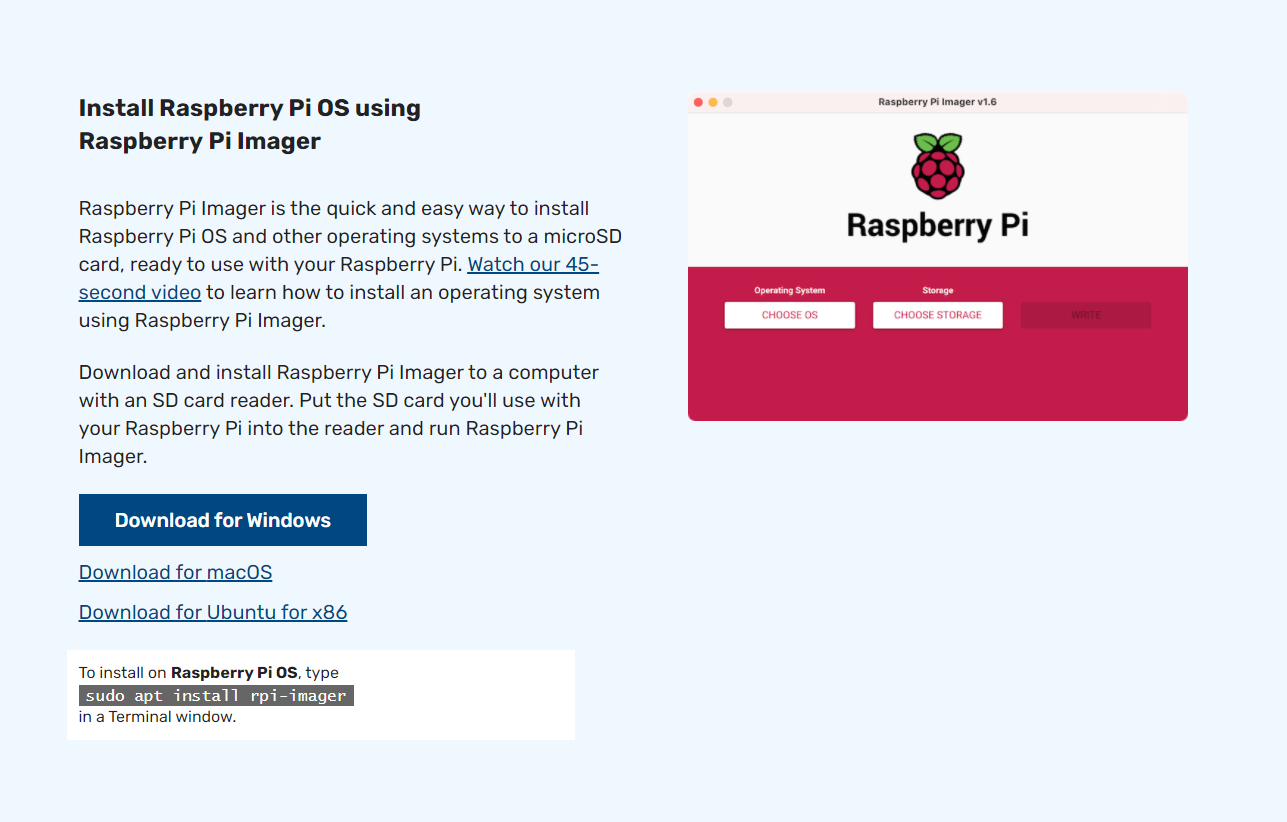 Install Raspberry Pi OS using
Raspberry Pi Imager
Raspberry Pi Imager is the quick and easy way to install
Raspberry Pi OS and other operating systems to a microSD
card, ready to use with your Raspberry Pi. Watch our 45-
second video to learn how to install an operating system
using Raspberry Pi Imager.
Download and install Raspberry Pi Imager to a computer
with an SD card reader. Put the SD card you'll use with
your Raspberry Pi into the reader and run Raspberry Pi
Imager.
Download for Windows
Download for macOS
Download for Ubuntu for x86
To install on Raspberry Pi OS, type
sudo apt install rpi-imager
in a Terminal window.
Raspberry Pi Imager v1.6
Raspberry Pi
Operating System Storage
CHOOSE OS CHOOSE STORAGE WRITE